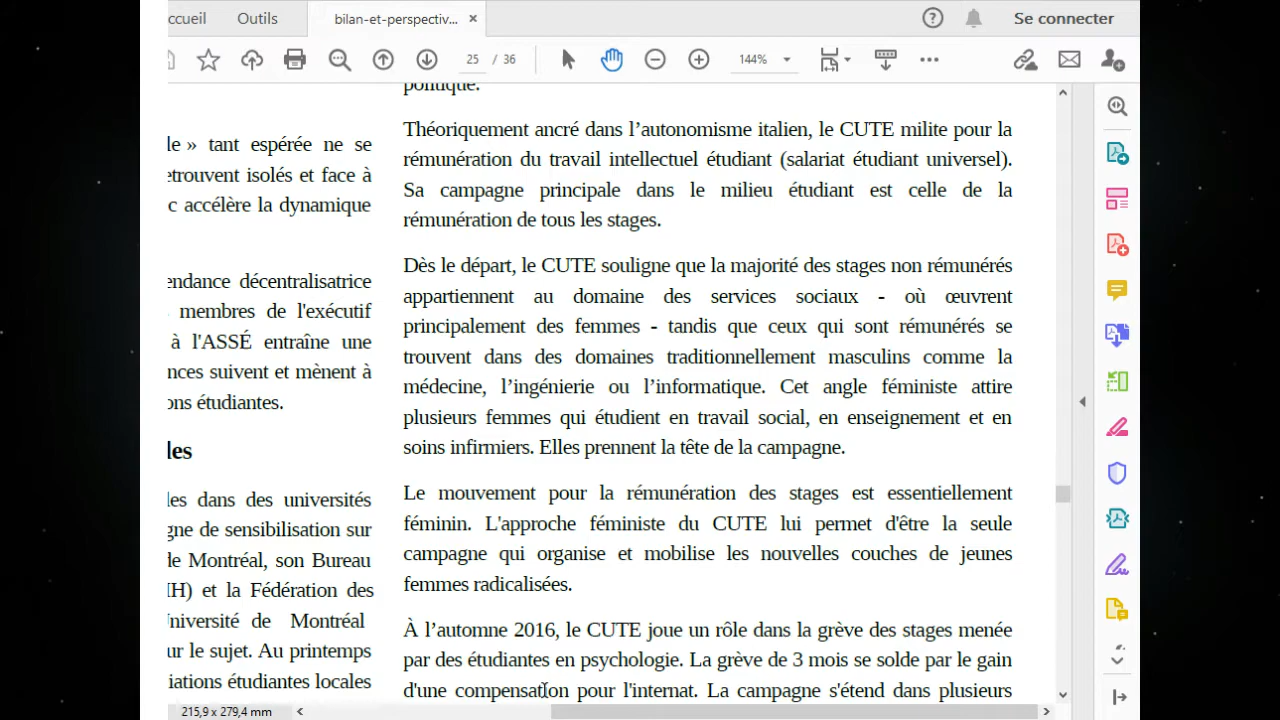 ccueil Outils bilan-et-perspectiv... × Se connecter
25 / 36 144%
politique.
Théoriquement ancré dans l’autonomisme italien, le CUTE milite pour la
rémunération du travail intellectuel étudiant (salariat étudiant universel).
Sa campagne principale dans le milieu étudiant est celle de la
rémunération de tous les stages.
Dès le départ, le CUTE souligne que la majorité des stages non rémunérés
appartiennent au domaine des services sociaux - où œuvrent
principalement des femmes - tandis que ceux qui sont rémunérés se
trouvent dans des domaines traditionnellement masculins comme la
médecine, l’ingénierie ou l’informatique. Cet angle féministe attire
plusieurs femmes qui étudient en travail social, en enseignement et en
soins infirmiers. Elles prennent la tête de la campagne.
Le mouvement pour la rémunération des stages est essentiellement
féminin. L'approche féministe du CUTE lui permet d'être la seule
campagne qui organise et mobilise les nouvelles couches de jeunes
femmes radicalisées.
À l’automne 2016, le CUTE joue un rôle dans la grève des stages menée
par des étudiantes en psychologie. La grève de 3 mois se solde par le gain
d'une compensation pour l'internat. La campagne s'étend dans plusieurs
le » tant espérée ne se
etrouvent isolés et face à
c accélère la dynamique
endance décentralisatrice
membres de l'exécutif
à l'ASSÉ entraîne une
nces suivent et mènent à
ons étudiantes.
les
les dans des universités
gne de sensibilisation sur
de Montréal, son Bureau
IH) et la Fédération des
Université de Montréal
ur le sujet. Au printemps
iations étudiantes locales
215,9 x 279,4 mm